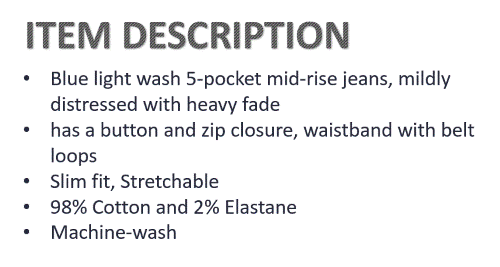 ITEM DESCRIPTION
• Blue light wash 5-pocket mid-rise jeans, mildly
distressed with heavy fade
• has a button and zip closure, waistband with belt
loops
• Slim fit, Stretchable
• 98% Cotton and 2% Elastane
• Machine-wash